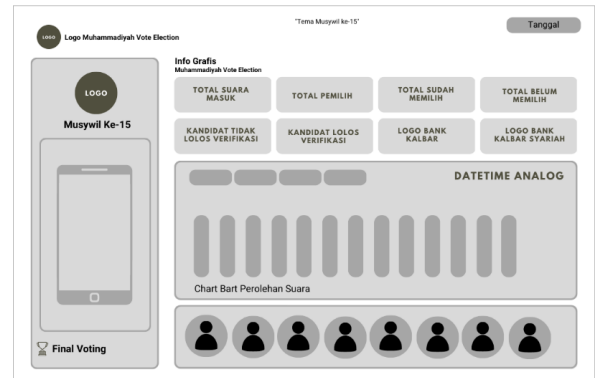 "Tema Musywil ke-15"
Tanggal
LOGO
Logo Muhammadiyah Vote Election
LOGO
Musywil Ke-15
Final Voting
Info Grafis
Muhammadiyah Vote Election
TOTAL SUARA
MASUK
TOTAL PEMILIH
TOTAL SUDAH
MEMILIH
TOTAL BELUM
MEMILIH
KANDIDAT TIDAK
LOLOS VERIFIKASI
KANDIDAT LOLOS
VERIFIKASI
LOGO BANK
KALBAR
LOGO BANK
KALBAR SYARIAH
DATETIME ANALOG
Chart Bart Perolehan Suara